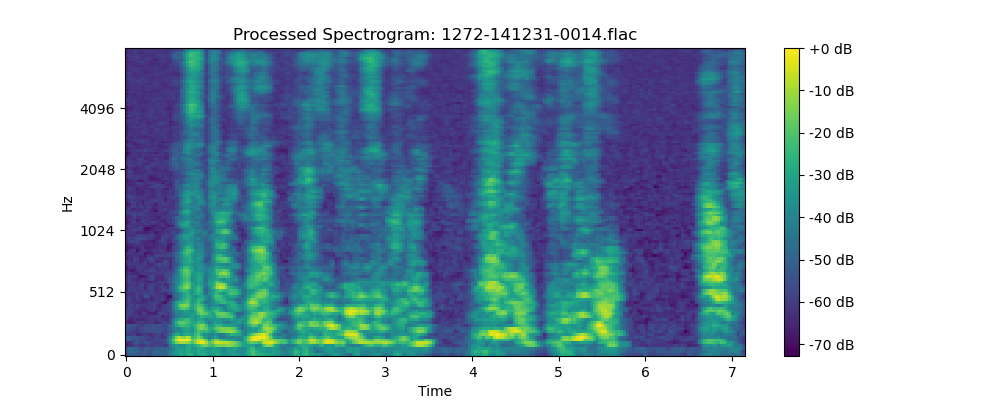 Processed Spectrogram: 1272-141231-0014.flac
Hz
4096
2048
1024
512
0
0 1 2 3 4 5 6 7
Time
+0 dB
-10 dB
-20 dB
-30 dB
-40 dB
-50 dB
-60 dB
-70 dB